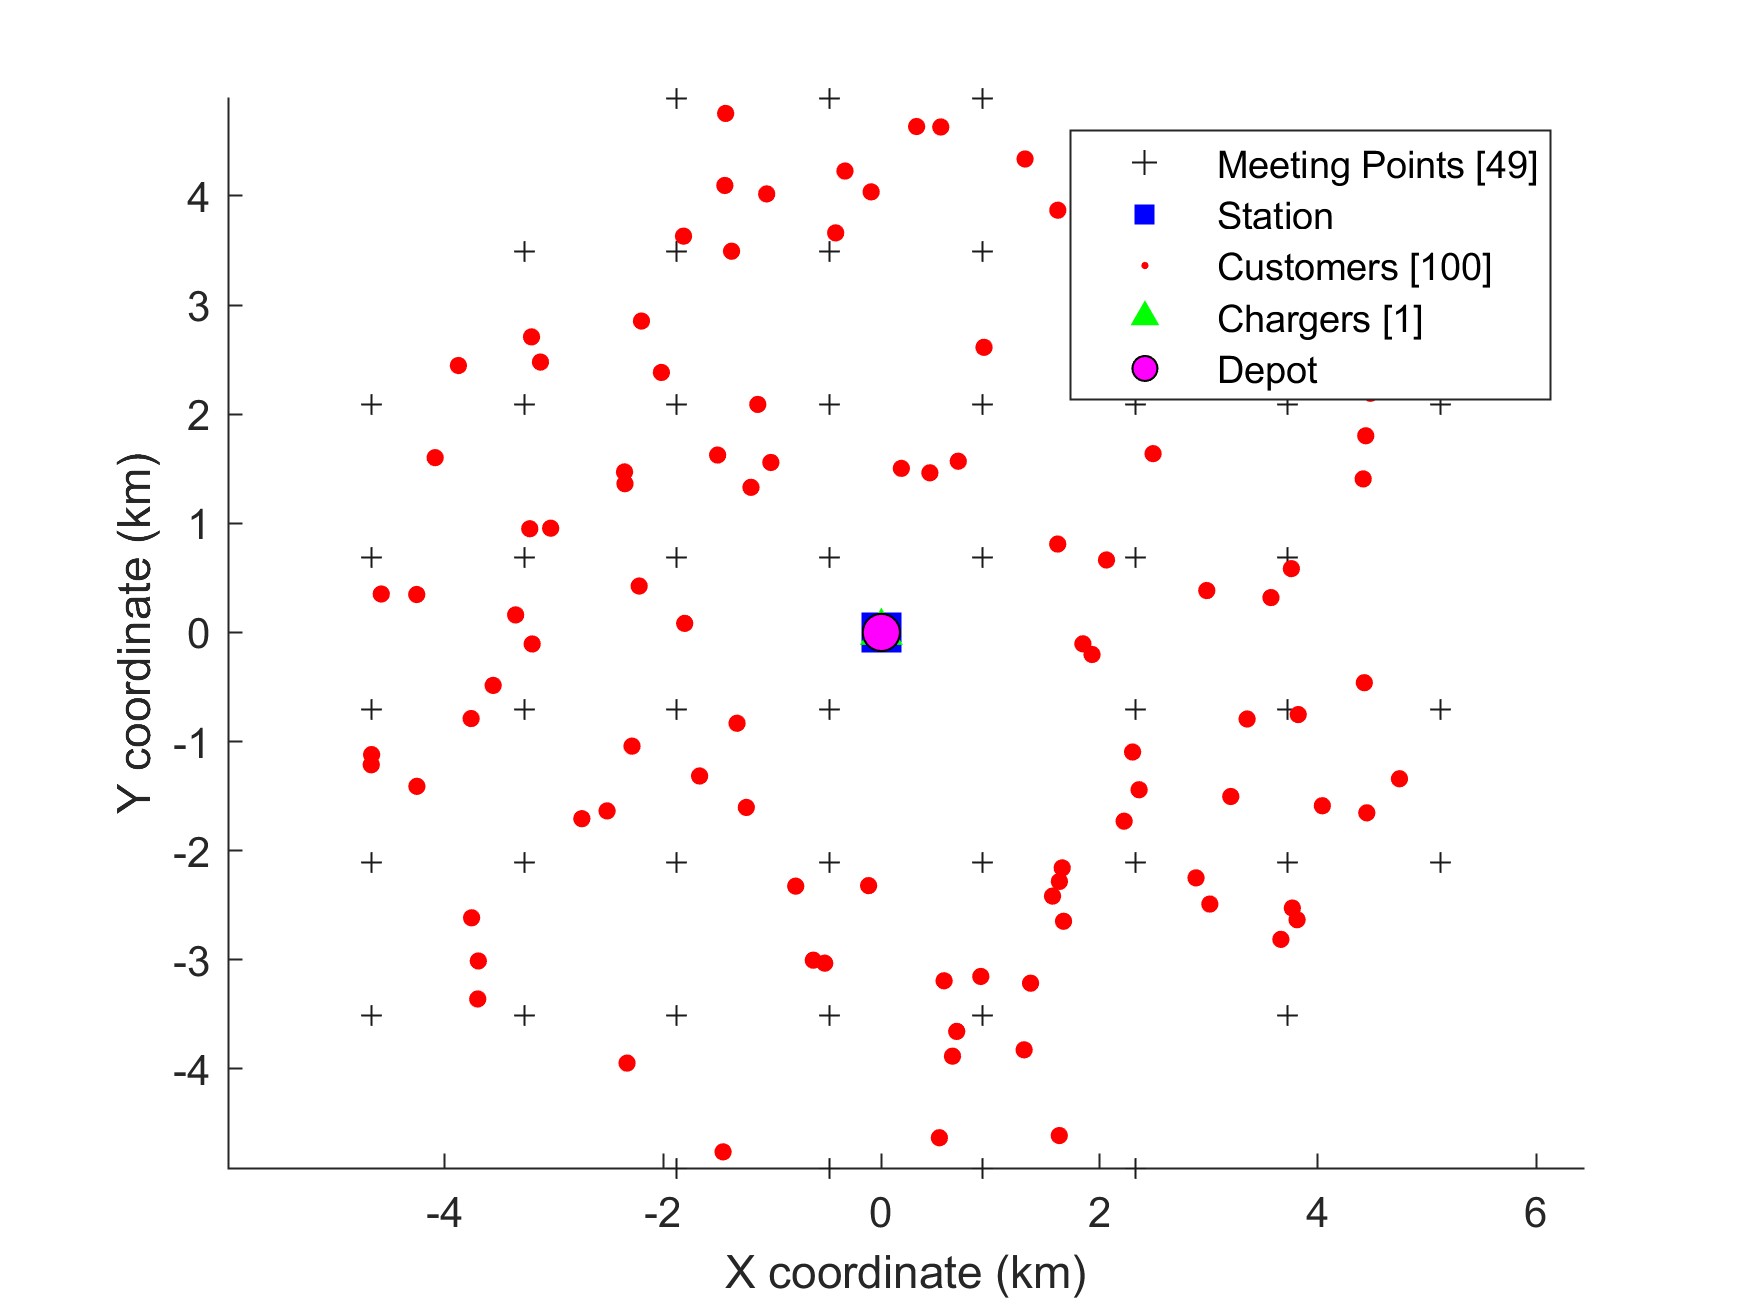 Meeting Points [49]
Station
Customers [100]
Chargers [1]
Depot
4
3
2
1
0
-1
-2
-3
-4
Y coordinate (km)
-4 -2 0 2 4 6
X coordinate (km)